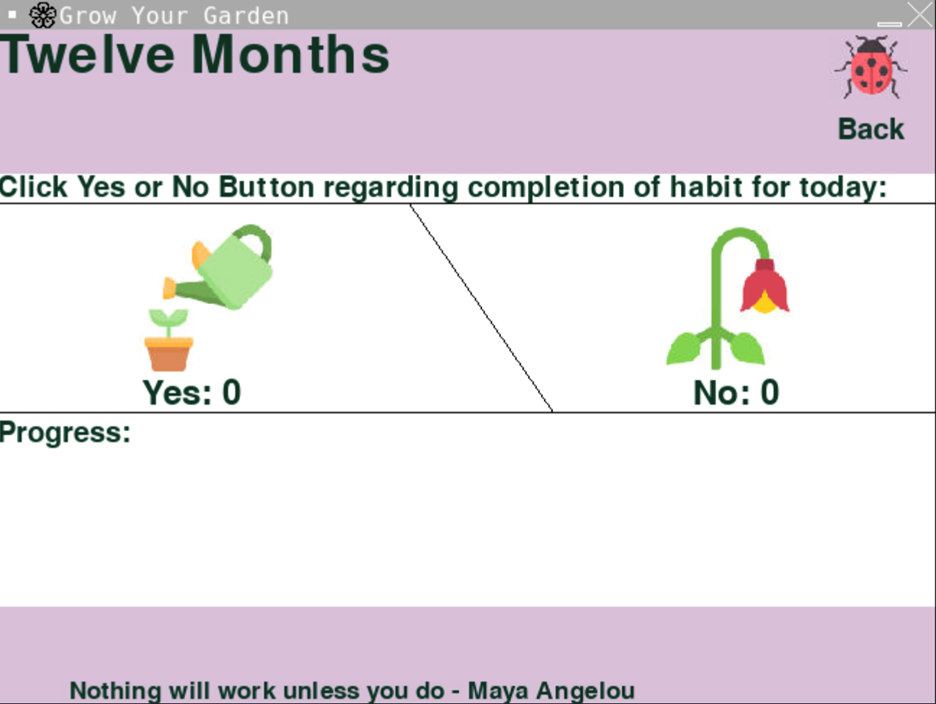 Grow Your Garden
Twelve Months
Back
Click Yes or No Button regarding completion of habit for today:
Yes: 0
No: 0
Progress:
Nothing will work unless you do - Maya Angelou